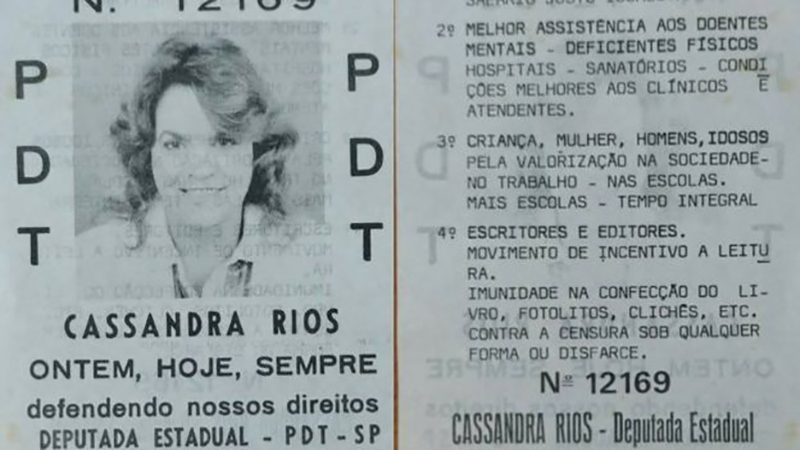 N. 12169
P
D
T
P
D
T
CASSANDRA RIOS
ONTEM, HOJE, SEMPRE
defendendo nossos direitos
DEPUTADA ESTADUAL - PDT - SP
2º MELHOR ASSISTÊNCIA AOS DOENTES
MENTAIS - DEFICIENTES FÍSICOS
HOSPITAIS - SANATÓRIOS - CONDI
ÇÕES MELHORES AOS CLÍNICOS E
ATENDENTES.
3º CRIANÇA, MULHER, HOMENS,IDOSOS
PELA VALORIZAÇÃO NA SOCIEDADE-
NO TRABALHO - NAS ESCOLAS.
MAIS ESCOLAS - TEMPO INTEGRAL
4º ESCRITORES E EDITORES.
MOVIMENTO DE INCENTIVO A LEITU
RA.
IMUNIDADE NA CONFECÇÃO DO LI-
VRO, FOTOLITOS, CLICHÊS, ETC.
CONTRA A CENSURA SOB QUALQUER
FORMA OU DISFARCE.
Nº 12169
CASSANDRA RIOS - Deputada Estadual